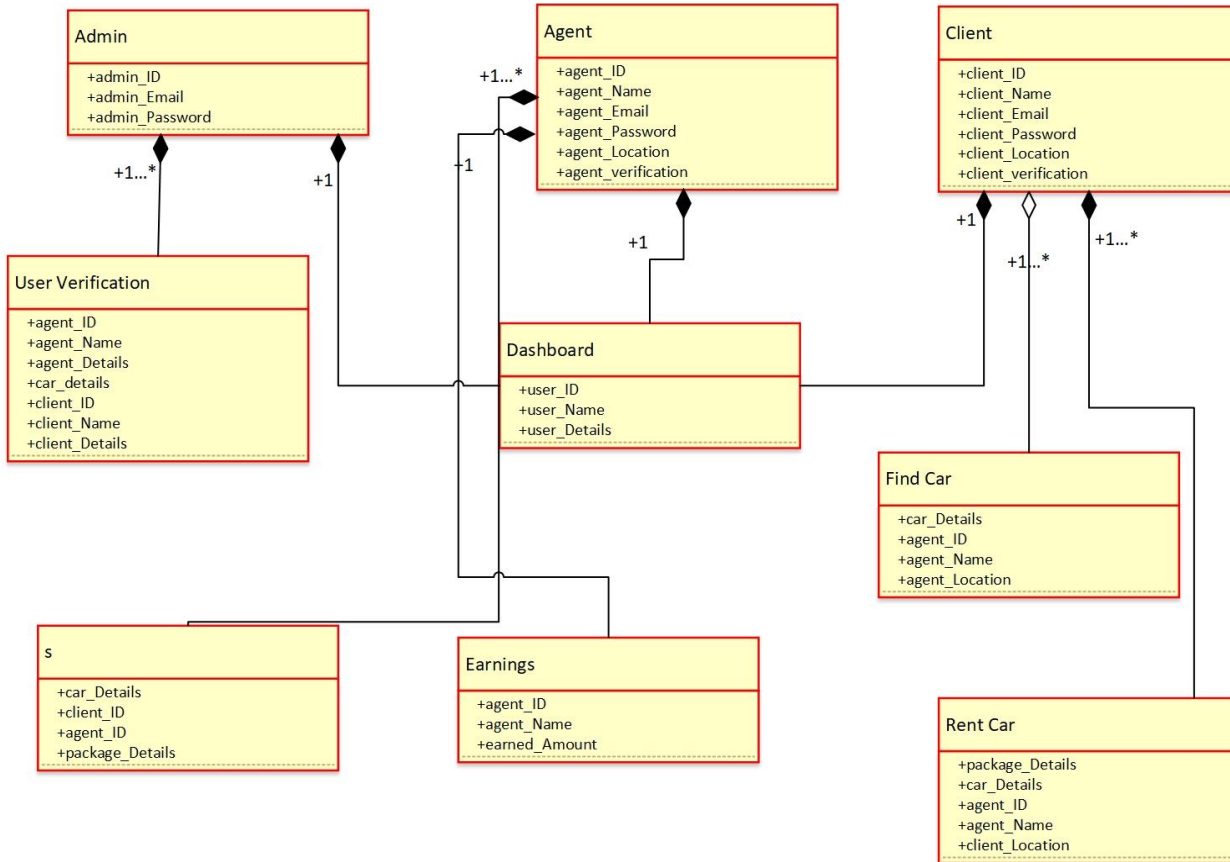 Admin
+admin_ID
+admin_Email
+admin_Password
+1...*
+1
Agent
+agent_ID
+agent_Name
+agent_Email
+agent_Password
+agent_Location
+agent_verification
+1...*
+1
+1
Client
+client_ID
+client_Name
+client_Email
+client_Password
+client_Location
+client_verification
+1
+1...*
+1...*
User Verification
+agent_ID
+agent_Name
+agent_Details
+car_details
+client_ID
+client_Name
+client_Details
Dashboard
+user_ID
+user_Name
+user_Details
Find Car
+car_Details
+agent_ID
+agent_Name
+agent_Location
s
+car_Details
+client_ID
+agent_ID
+package_Details
Earnings
+agent_ID
+agent_Name
+earned_Amount
Rent Car
+package_Details
+car_Details
+agent_ID
+agent_Name
+client_Location